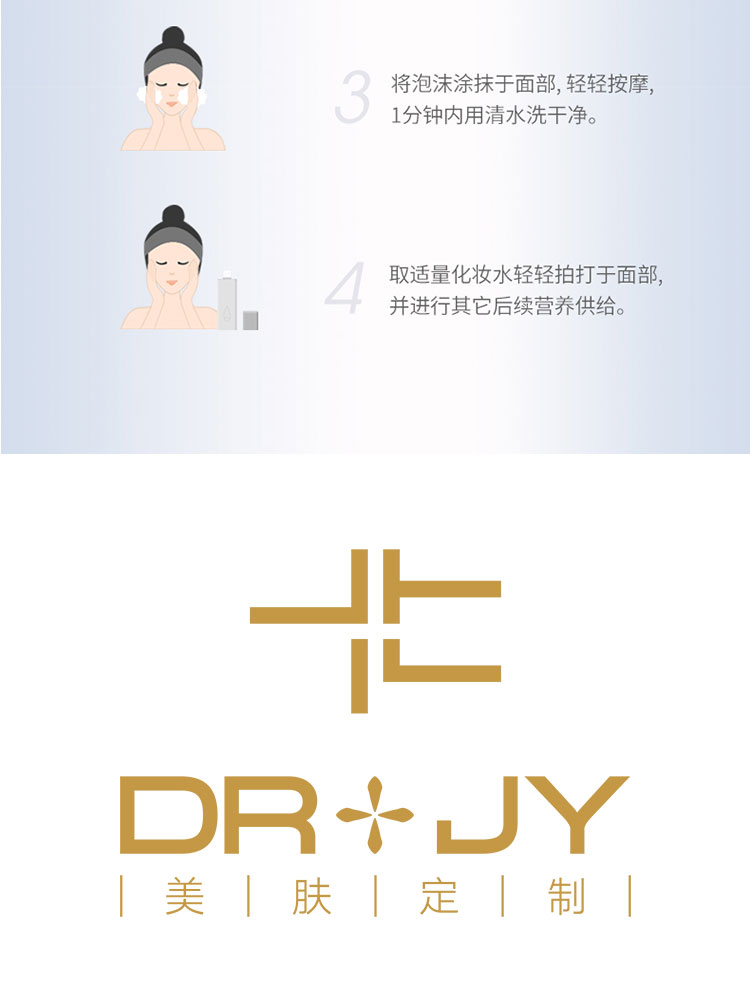 3
将泡沫涂抹于面部, 轻轻按摩,
1分钟内用清水洗干净。
4
取适量化妆水轻轻拍打于面部,
并进行其它后续营养供给。
DR JY
| 美 | 肤 | 定 | 制 |